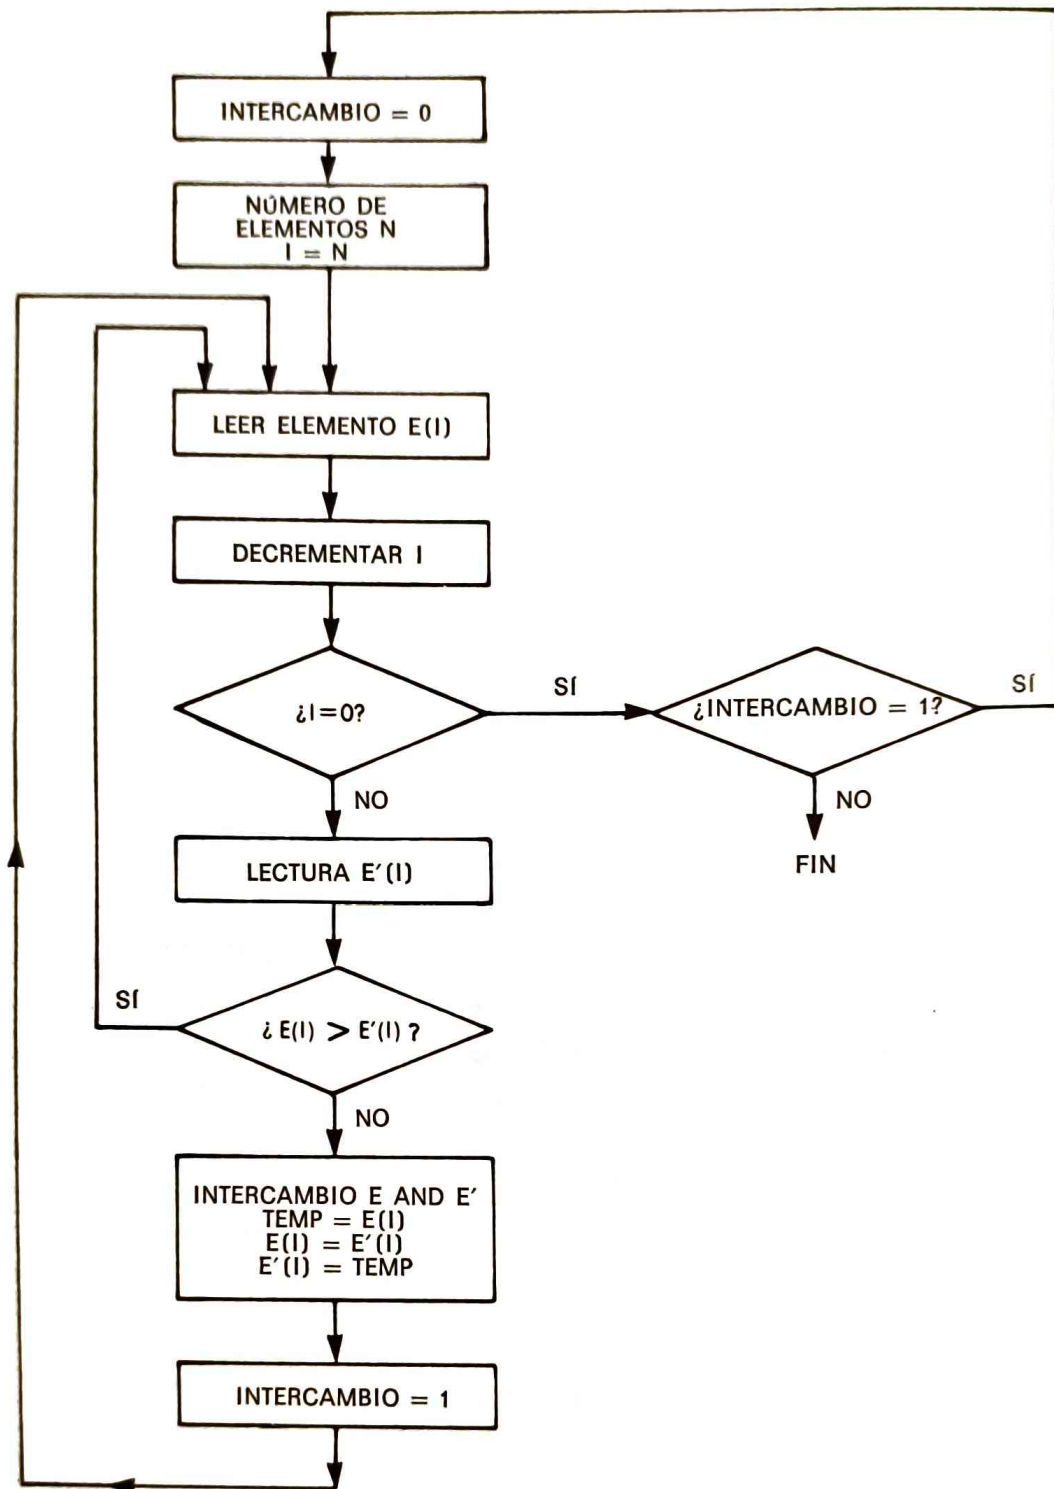 INTERCAMBIO = 0
NÚMERO DE
ELEMENTOS N
I = N
LEER ELEMENTO E(I)
DECREMENTAR I
¿I=0?
SÍ
¿INTERCAMBIO = 1?
SÍ
NO
NO
FIN
LECTURA E′(I)
SÍ
¿ E(I) > E′(I) ?
NO
INTERCAMBIO E AND E′
TEMP = E(I)
E(I) = E′(I)
E′(I) = TEMP
INTERCAMBIO = 1